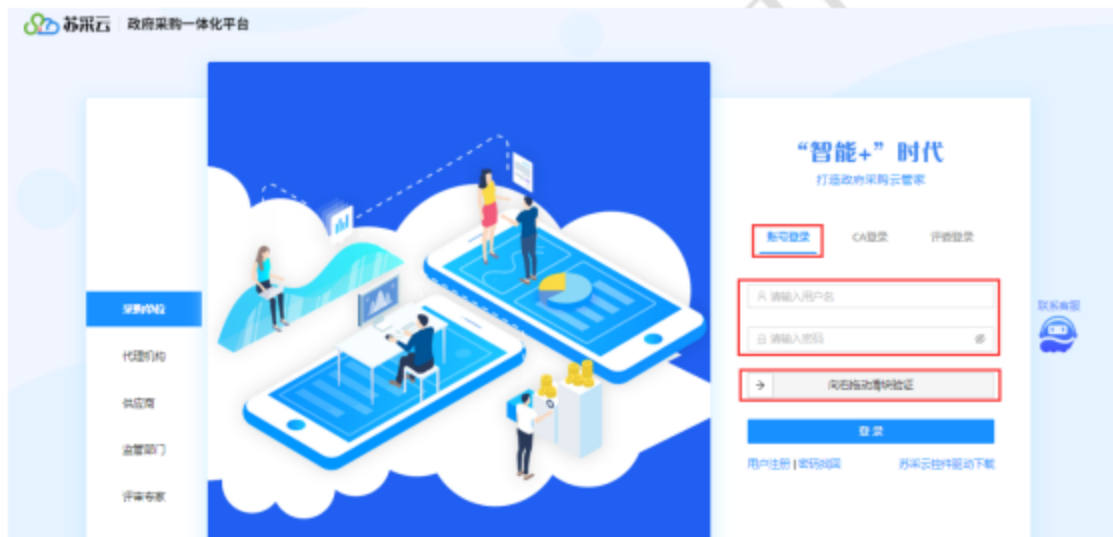 苏采云 政府采购一体化平台
“智能+”时代
打造政府采购云管家
账号登录 CA登录 评委登录
请输入用户名
请输入密码
向右拖动滑块验证
登录
用户注册 | 密码找回 苏采云控件驱动下载
采购单位
代理机构
供应商
监管部门
评审专家
联系客服